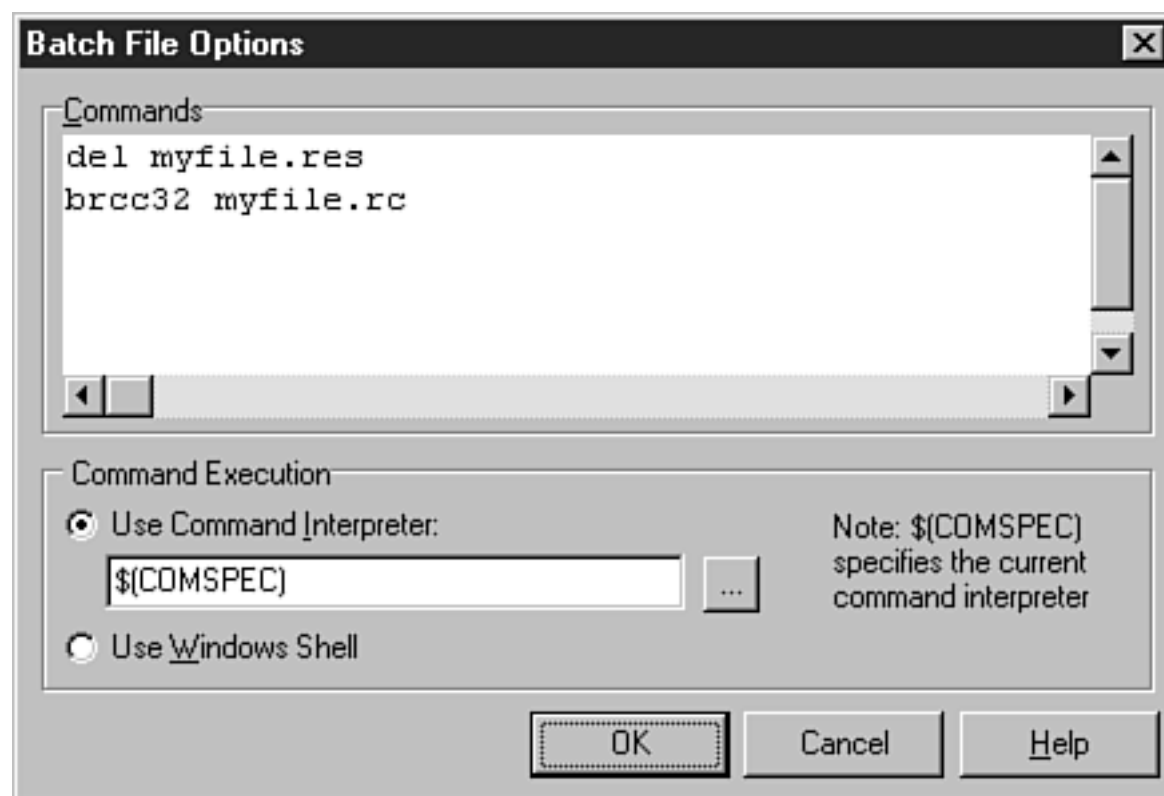 Batch File Options
Commands
del myfile.res
brcc32 myfile.rc
Command Execution
Use Command Interpreter:
$(COMSPEC)
...
Note: $(COMSPEC)
specifies the current
command interpreter
Use Windows Shell
OK
Cancel
Help